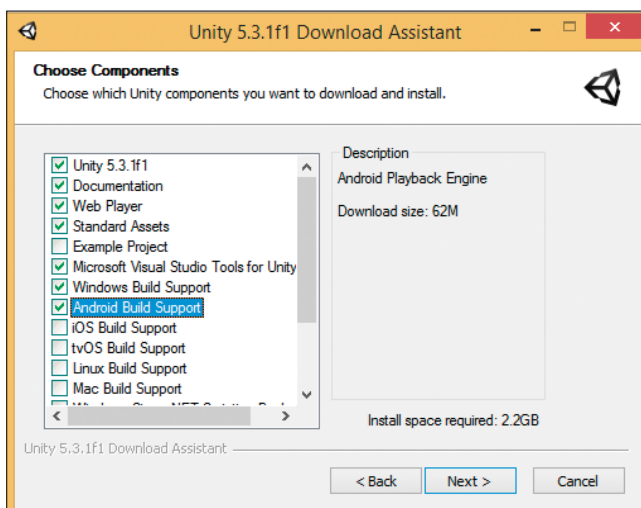 Unity 5.3.1f1 Download Assistant
Choose Components
Choose which Unity components you want to download and install.
Unity 5.3.1f1
Documentation
Web Player
Standard Assets
Example Project
Microsoft Visual Studio Tools for Unity
Windows Build Support
Android Build Support
iOS Build Support
tvOS Build Support
Linux Build Support
Mac Build Support
Description
Android Playback Engine
Download size: 62M
Install space required: 2.2GB
Unity 5.3.1f1 Download Assistant
< Back
Next >
Cancel